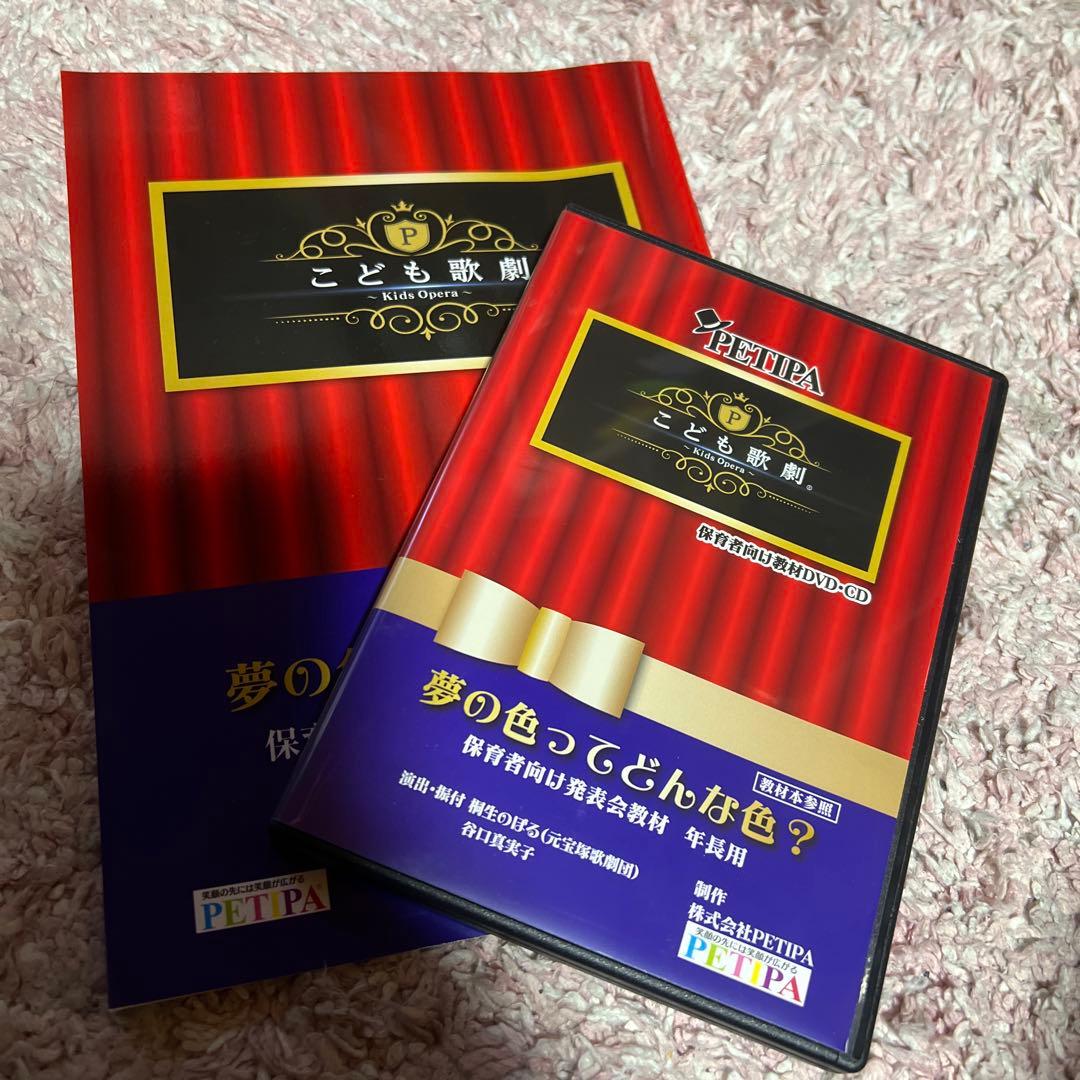 P
こども歌劇
~ Kids Opera ~
夢の
保
笑顔の先には笑顔が広がる
PETIPA
PETIPA
P
こども歌劇®
~ Kids Opera ~
保育者向け教材DVD・CD
夢の色ってどんな色?
保育者向け発表会教材 年長用
教材本参照
演出・振付 桐生のぼる(元宝塚歌劇団)
谷口真実子
制作
株式会社PETIPA
笑顔の先には笑顔が広がる
PETIPA